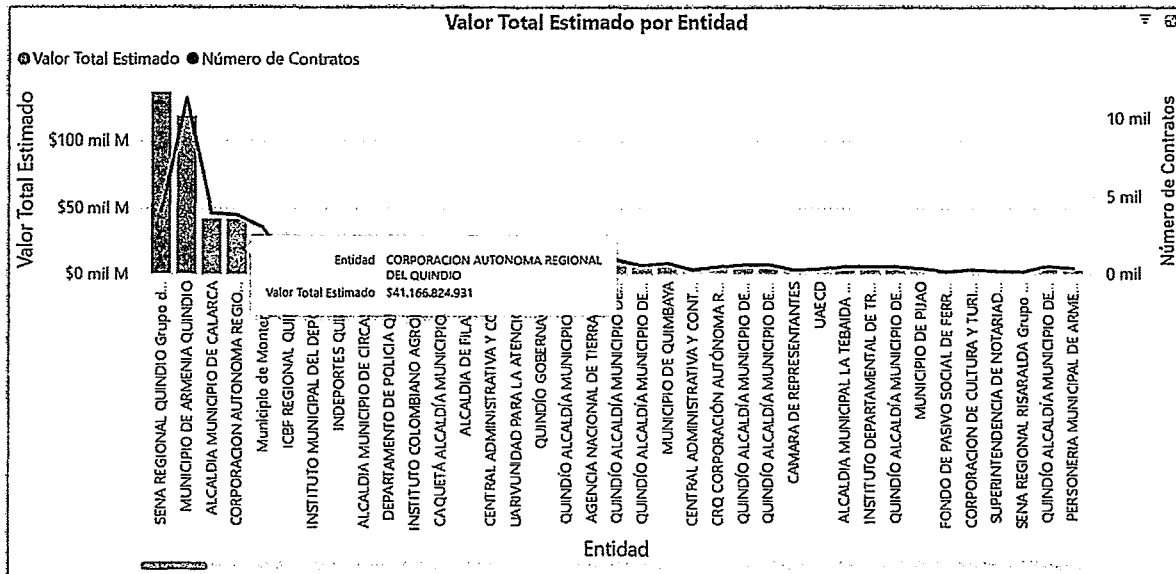 Valor Total Estimado por Entidad
Valor Total Estimado Número de Contratos
Valor Total Estimado
$100 mil M
$50 mil M
$0 mil M
10 mil
5 mil
0 mil
Número de Contratos
Entidad CORPORACION AUTONOMA REGIONAL
DEL QUINDIO
Valor Total Estimado $41,166.824.931
SENA REGIONAL QUINDIO Grupo d...
MUNICIPIO DE ARMENIA QUINDIO
ALCALDIA MUNICIPIO DE CALARCA
CORPORACION AUTONOMA REGIO...
Municipio de Monte
ICBF REGIONAL QUI
INSTITUTO MUNICIPAL DEL DEP
INDEPORTES QUI
ALCALDIA MUNICIPIO DE CIRCA
DEPARTAMENTO DE POLICIA Q
INSTITUTO COLOMBIANO AGRO
CAQUETÁ ALCALDÍA MUNICIPIO
ALCALDIA DE FILA
CENTRAL ADMINISTRATIVA Y CO
UARIVUNIDAD PARA LA ATENCI
QUINDÍO GOBERNA
QUINDÍO ALCALDÍA MUNICIPIO
AGENCIA NACIONAL DE TIERRA
QUINDÍO ALCALDÍA MUNICIPIO DE...
QUINDÍO ALCALDÍA MUNICIPIO DE...
MUNICIPIO DE QUIMBAYA
CENTRAL ADMINISTRATIVA Y CONT...
CRQ CORPORACIÓN AUTÓNOMA R...
QUINDÍO ALCALDÍA MUNICIPIO DE...
QUINDÍO ALCALDÍA MUNICIPIO DE...
CAMARA DE REPRESENTANTES
UAECD
ALCALDIA MUNICIPAL LA TEBAIDA ...
INSTITUTO DEPARTAMENTAL DE TR...
QUINDÍO ALCALDÍA MUNICIPIO DE...
MUNICIPIO DE PIJAO
FONDO DE PASIVO SOCIAL DE FERR...
CORPORACION DE CULTURA Y TURI...
SUPERINTENDENCIA DE NOTARIAD...
SENA REGIONAL RISARALDA Grupo ...
QUINDÍO ALCALDÍA MUNICIPIO DE...
PERSONERIA MUNICIPAL DE ARME...
Entidad